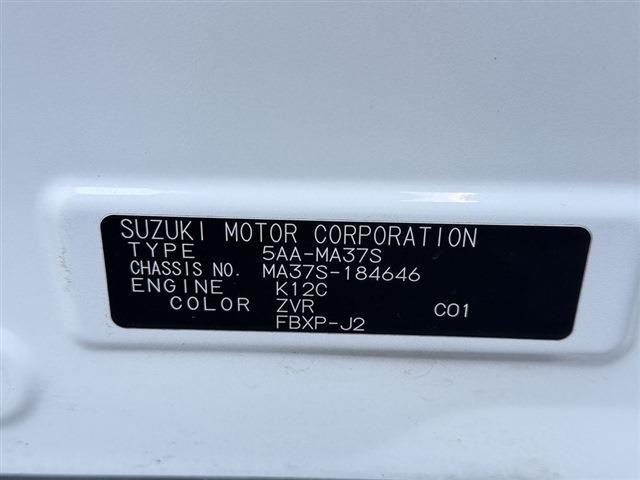 SUZUKI MOTOR CORPORATION
TYPE 5AA-MA37S
CHASSIS NO. MA37S-184646
ENGINE K12C
COLOR ZVR C01
FBXP-J2